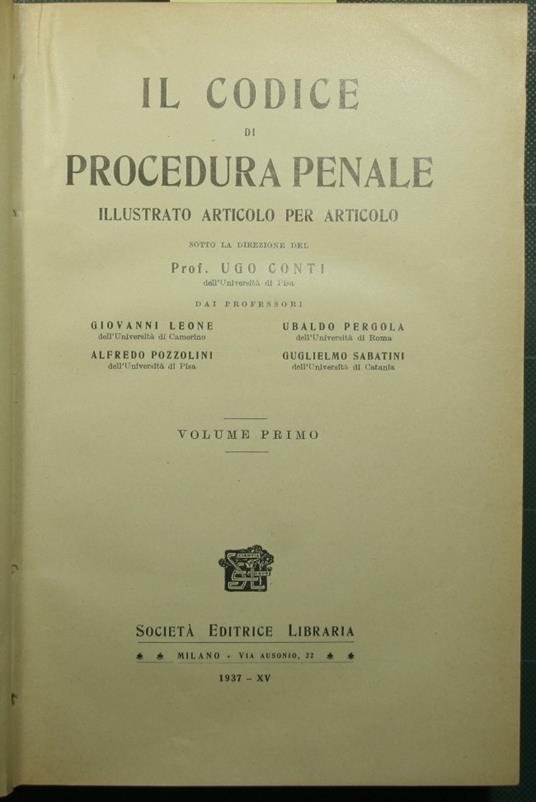 IL CODICE
DI
PROCEDURA PENALE
ILLUSTRATO ARTICOLO PER ARTICOLO
SOTTO LA DIREZIONE DEL
Prof. UGO CONTI
dell'Università di Pisa
DAI PROFESSORI
GIOVANNI LEONE
dell'Università di Camerino
UBALDO PERGOLA
dell'Università di Roma
ALFREDO POZZOLINI
dell'Università di Pisa
GUGLIELMO SABATINI
dell'Università di Catania
VOLUME PRIMO
SOCIETÀ EDITRICE LIBRARIA
MILANO - VIA AUSONIO, 22
1937 - XV